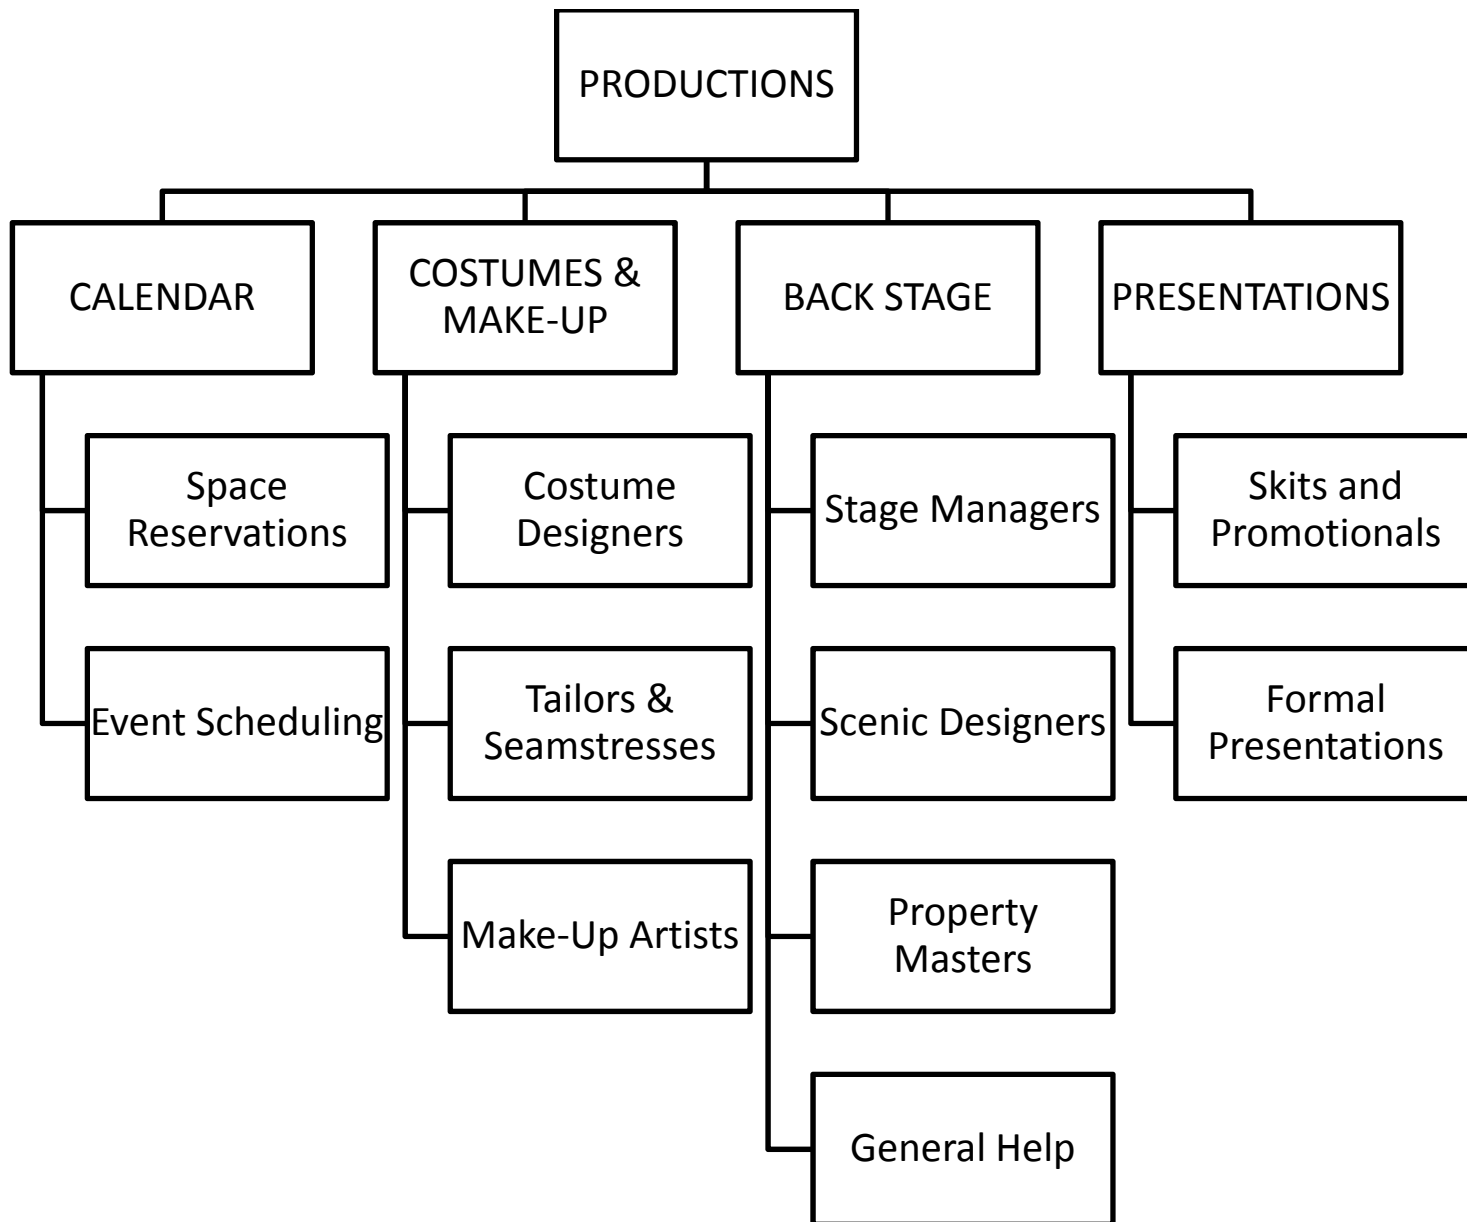 PRODUCTIONS
CALENDAR
COSTUMES &
MAKE-UP
BACK STAGE
PRESENTATIONS
Space
Reservations
Event Scheduling
Costume
Designers
Tailors &
Seamstresses
Make-Up Artists
Stage Managers
Scenic Designers
Property
Masters
General Help
Skits and
Promotionals
Formal
Presentations